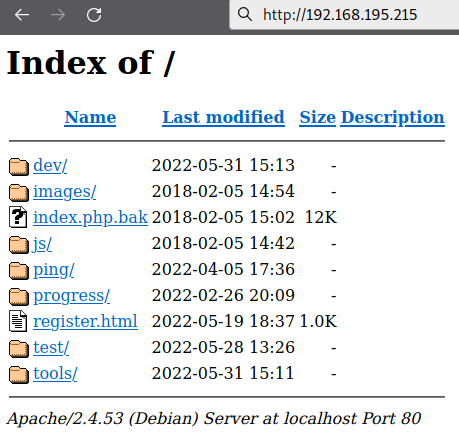 http://192.168.195.215
Index of /
Name Last modified Size Description
dev/ 2022-05-31 15:13 -
images/ 2018-02-05 14:54 -
index.php.bak 2018-02-05 15:02 12K
js/ 2018-02-05 14:42 -
ping/ 2022-04-05 17:36 -
progress/ 2022-02-26 20:09 -
register.html 2022-05-19 18:37 1.0K
test/ 2022-05-28 13:26 -
tools/ 2022-05-31 15:11 -
Apache/2.4.53 (Debian) Server at localhost Port 80